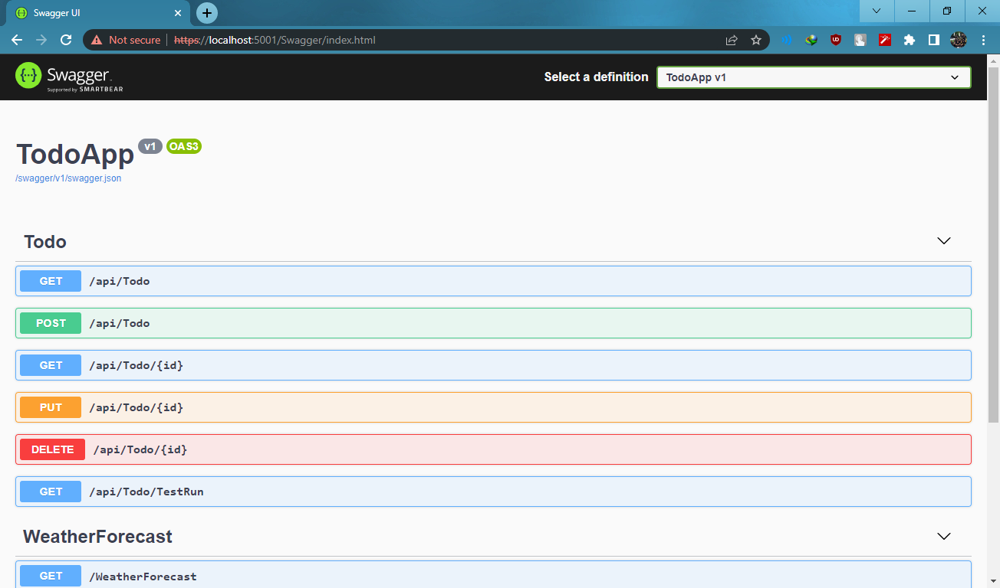 Swagger UI
Not secure https://localhost:5001/Swagger/index.html
UD
Swagger.
Supported by SMARTBEAR
Select a definition
TodoApp v1
TodoApp v1 OAS3
/swagger/v1/swagger.json
Todo
GET /api/Todo
POST /api/Todo
GET /api/Todo/{id}
PUT /api/Todo/{id}
DELETE /api/Todo/{id}
GET /api/Todo/TestRun
WeatherForecast
GET /WeatherForecast